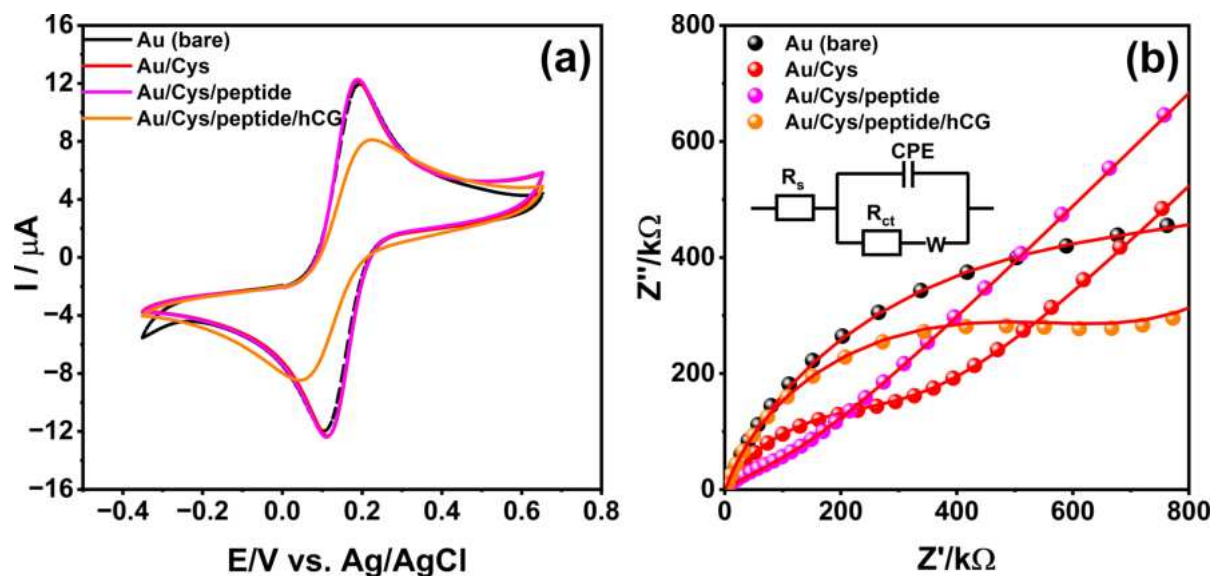 (a)
Au (bare)
Au/Cys
Au/Cys/peptide
Au/Cys/peptide/hCG
16
12
8
4
0
−4
−8
−12
−16
I / μA
−0.4
−0.2
0.0
0.2
0.4
0.6
0.8
E/V vs. Ag/AgCl
(b)
Au (bare)
Au/Cys
Au/Cys/peptide
Au/Cys/peptide/hCG
CPE
Rs
Rct
W
800
600
400
200
0
Z''/kΩ
0
200
400
600
800
Z'/kΩ